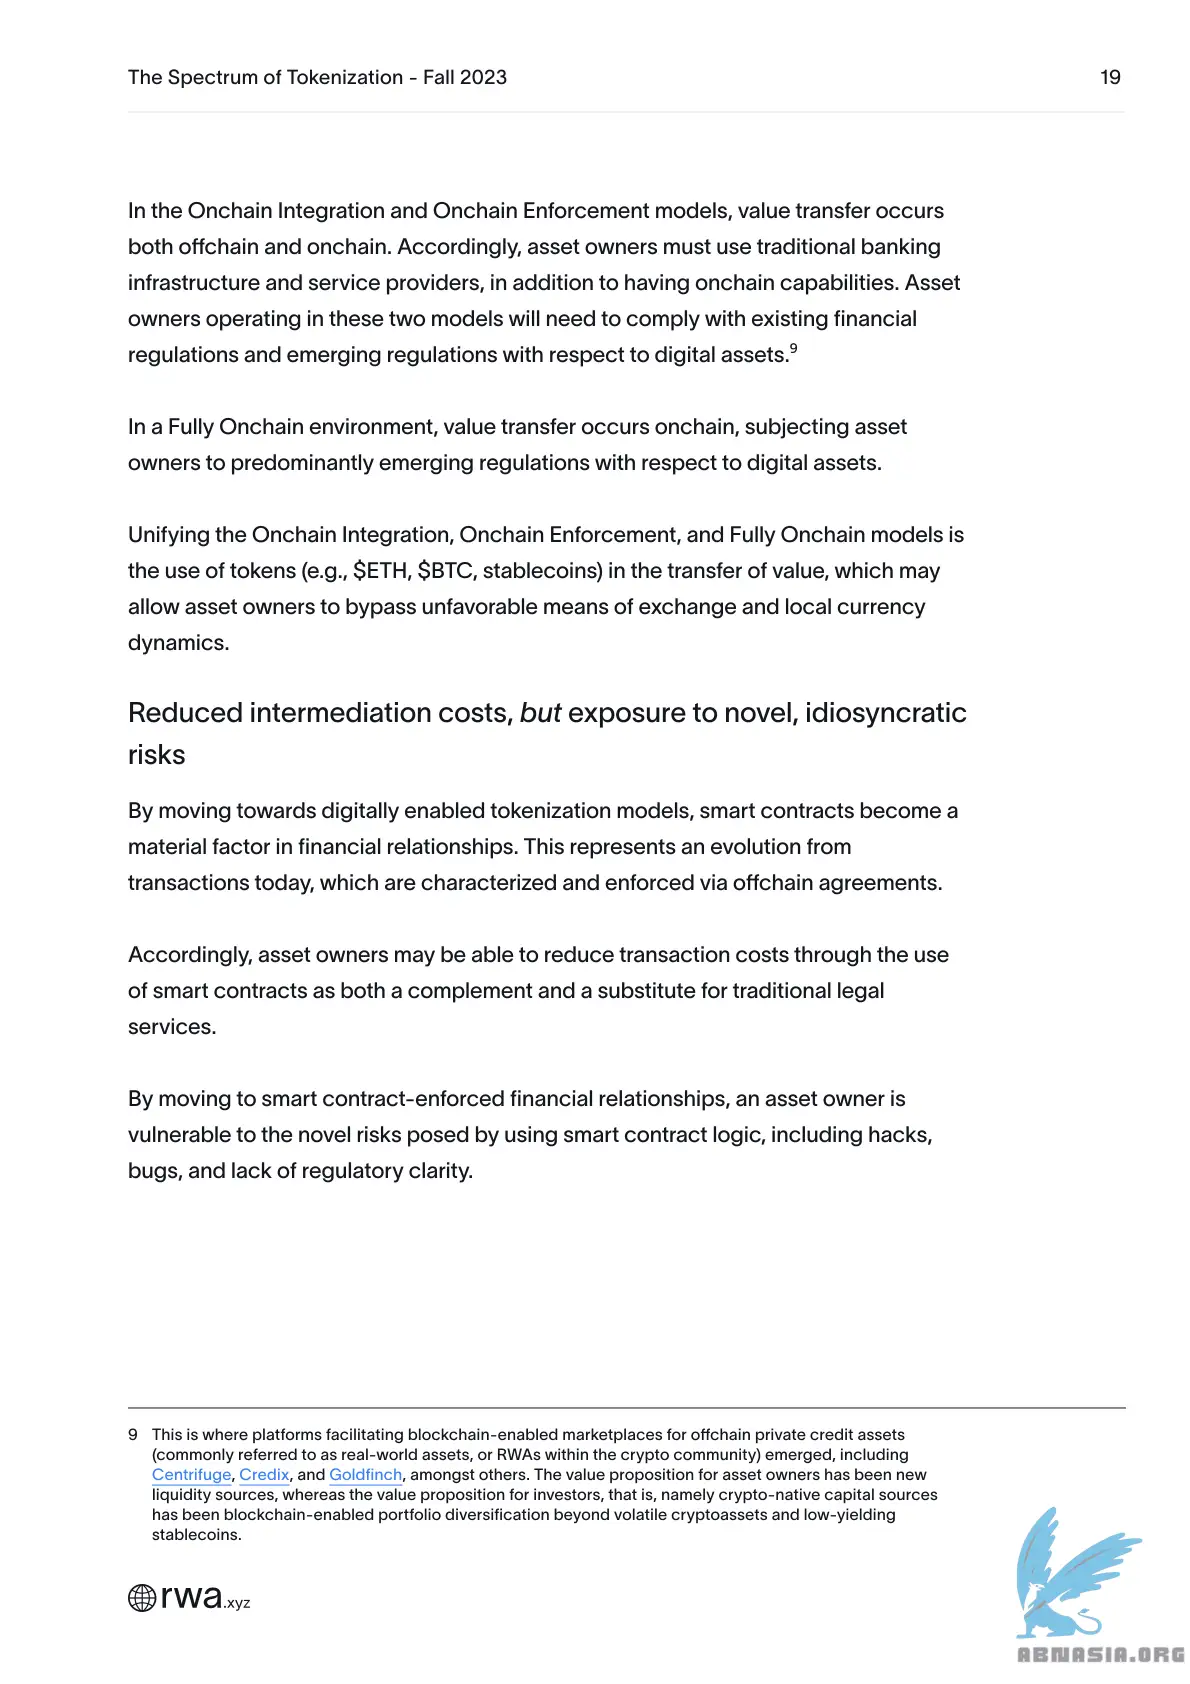 The Spectrum of Tokenization - Fall 2023 19
In the Onchain Integration and Onchain Enforcement models, value transfer occurs
both offchain and onchain. Accordingly, asset owners must use traditional banking
infrastructure and service providers, in addition to having onchain capabilities. Asset
owners operating in these two models will need to comply with existing financial
regulations and emerging regulations with respect to digital assets.9
In a Fully Onchain environment, value transfer occurs onchain, subjecting asset
owners to predominantly emerging regulations with respect to digital assets.
Unifying the Onchain Integration, Onchain Enforcement, and Fully Onchain models is
the use of tokens (e.g., $ETH, $BTC, stablecoins) in the transfer of value, which may
allow asset owners to bypass unfavorable means of exchange and local currency
dynamics.
Reduced intermediation costs, but exposure to novel, idiosyncratic
risks
By moving towards digitally enabled tokenization models, smart contracts become a
material factor in financial relationships. This represents an evolution from
transactions today, which are characterized and enforced via offchain agreements.
Accordingly, asset owners may be able to reduce transaction costs through the use
of smart contracts as both a complement and a substitute for traditional legal
services.
By moving to smart contract-enforced financial relationships, an asset owner is
vulnerable to the novel risks posed by using smart contract logic, including hacks,
bugs, and lack of regulatory clarity.
9 This is where platforms facilitating blockchain-enabled marketplaces for offchain private credit assets
(commonly referred to as real-world assets, or RWAs within the crypto community) emerged, including
Centrifuge, Credix, and Goldfinch, amongst others. The value proposition for asset owners has been new
liquidity sources, whereas the value proposition for investors, that is, namely crypto-native capital sources
has been blockchain-enabled portfolio diversification beyond volatile cryptoassets and low-yielding
stablecoins.
rwa.xyz
ABNASIA.ORG